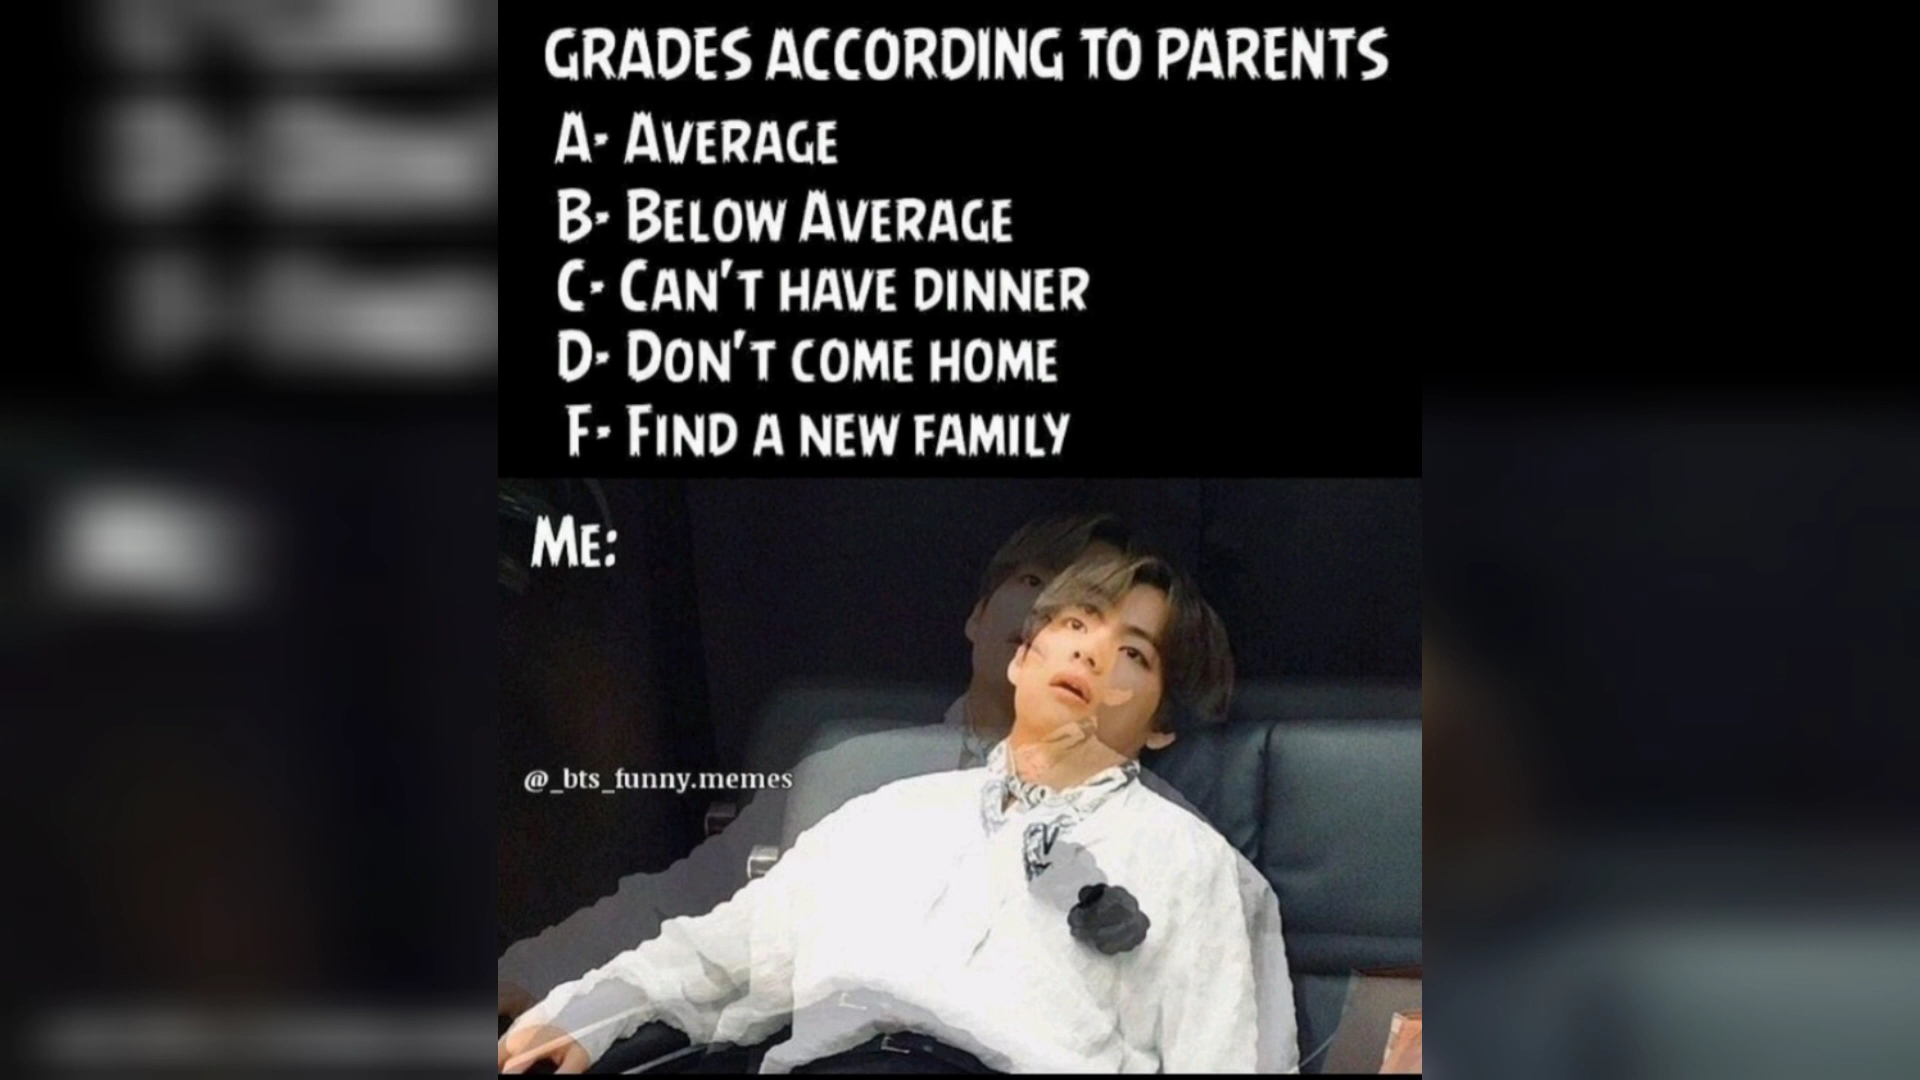 GRADES ACCORDING TO PARENTS
A- AVERAGE
B- BELOW AVERAGE
C- CAN'T HAVE DINNER
D- DON'T COME HOME
F- FIND A NEW FAMILY
ME:
@_bts_funny.memes